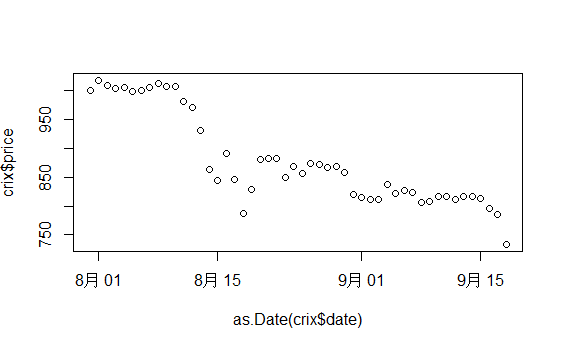 crix$price
950
850
750
8月 01
8月 15
9月 01
9月 15
as.Date(crix$date)